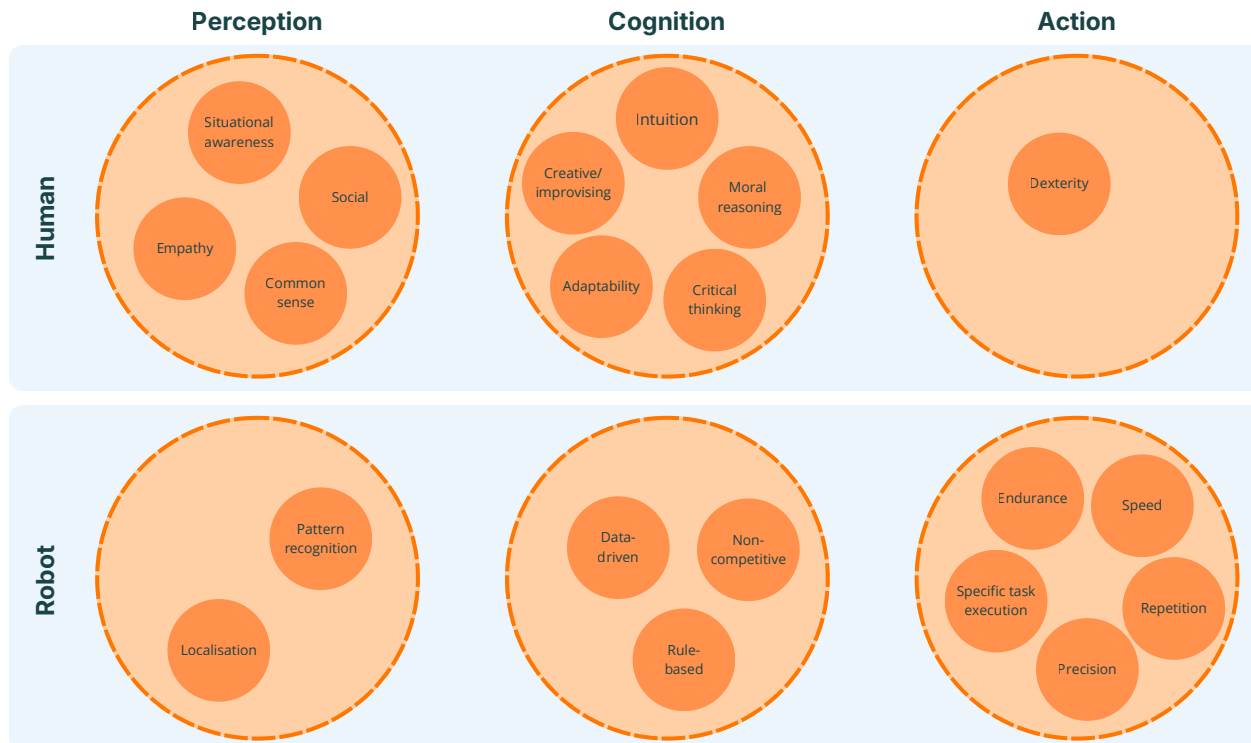 Perception
Cognition
Action
Human
Situational
awareness
Social
Empathy
Common
sense
Intuition
Creative/
improvising
Moral
reasoning
Adaptability
Critical
thinking
Dexterity
Robot
Pattern
recognition
Localisation
Data-
driven
Non-
competitive
Rule-
based
Endurance
Speed
Specific task
execution
Repetition
Precision